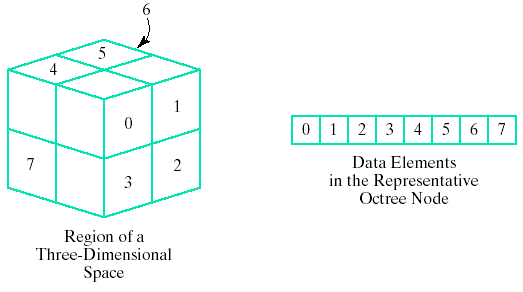 6
5
4
0
1
7
3
2
0 1 2 3 4 5 6 7
Region of a
Three-Dimensional
Space
Data Elements
in the Representative
Octree Node